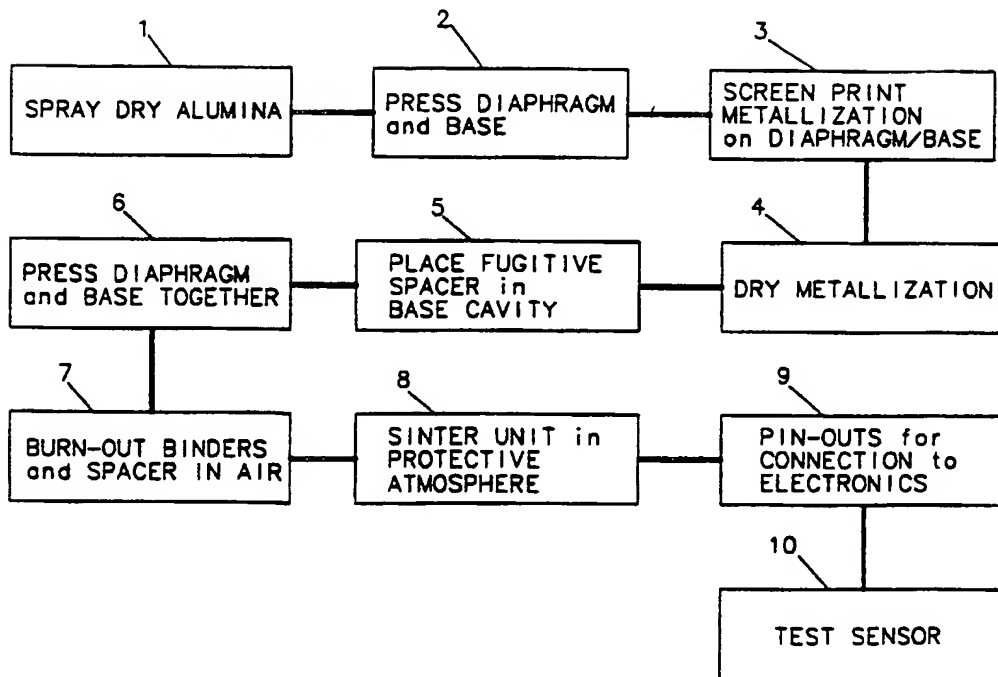 1
SPRAY DRY ALUMINA
2
PRESS DIAPHRAGM
and BASE
3
SCREEN PRINT
METALLIZATION
on DIAPHRAGM/BASE
4
DRY METALLIZATION
5
PLACE FUGITIVE
SPACER in
BASE CAVITY
6
PRESS DIAPHRAGM
and BASE TOGETHER
7
BURN-OUT BINDERS
and SPACER IN AIR
8
SINTER UNIT in
PROTECTIVE
ATMOSPHERE
9
PIN-OUTS for
CONNECTION to
ELECTRONICS
10
TEST SENSOR